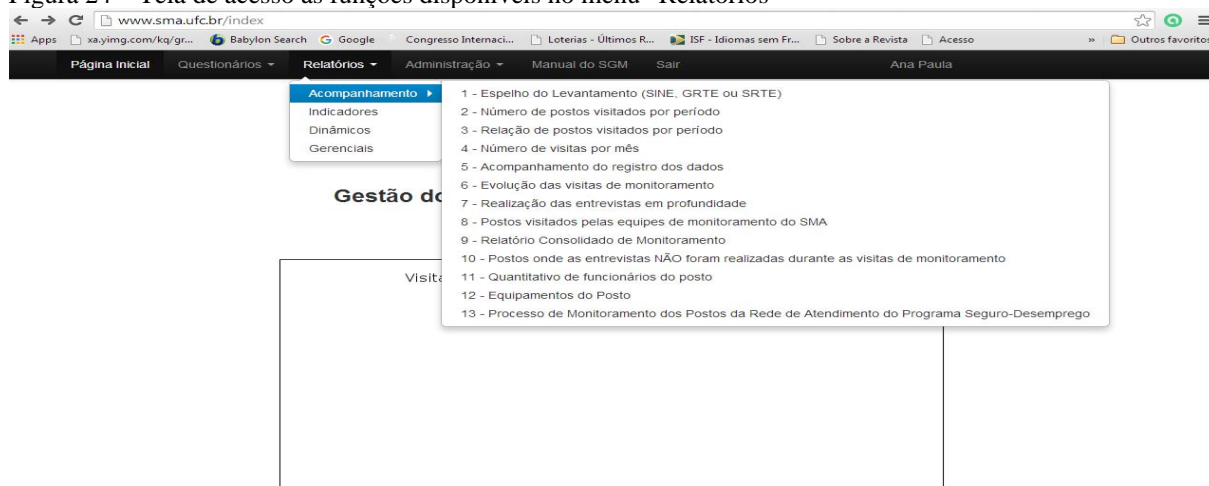 Figura 24 – Tela de acesso às funções disponíveis no menu "Relatórios"
www.sma.ufc.br/index
Apps xa.yimg.com/kq/gr... Babylon Search Google Congresso Internaci... Loterias - Últimos R... ISF - Idiomas sem Fr... Sobre a Revista Acesso » Outros favoritos
Página Inicial Questionários Relatórios Administração Manual do SGM Sair Ana Paula
Acompanhamento
Indicadores
Dinâmicos
Gerenciais
1 - Espelho do Levantamento (SINE, GRTE ou SRTE)
2 - Número de postos visitados por período
3 - Relação de postos visitados por período
4 - Número de visitas por mês
5 - Acompanhamento do registro dos dados
6 - Evolução das visitas de monitoramento
7 - Realização das entrevistas em profundidade
8 - Postos visitados pelas equipes de monitoramento do SMA
9 - Relatório Consolidado de Monitoramento
10 - Postos onde as entrevistas NÃO foram realizadas durante as visitas de monitoramento
11 - Quantitativo de funcionários do posto
12 - Equipamentos do Posto
13 - Processo de Monitoramento dos Postos da Rede de Atendimento do Programa Seguro-Desemprego
Gestão do
Visita